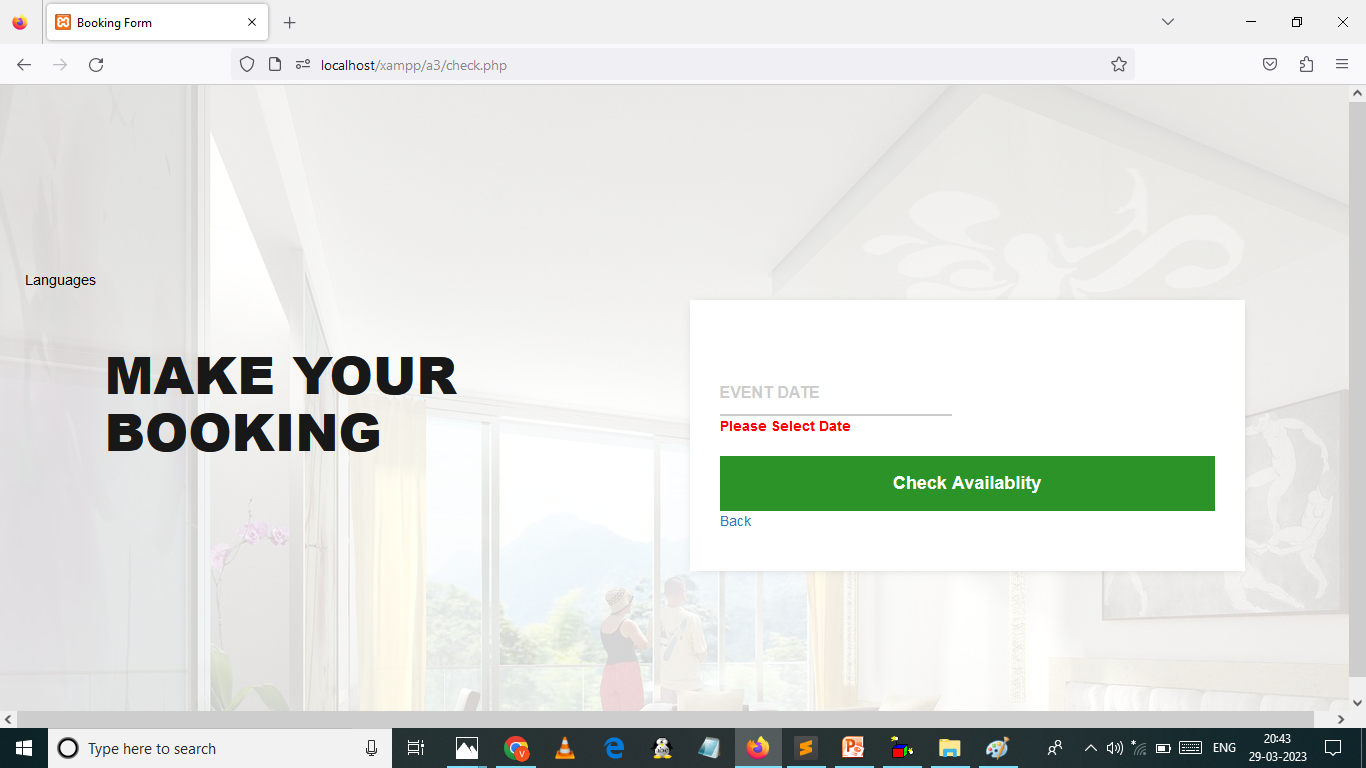 Booking Form
localhost/xampp/a3/check.php
Languages
MAKE YOUR
BOOKING
EVENT DATE
Please Select Date
Check Availablity
Back
Type here to search
ENG
20:43
29-03-2023